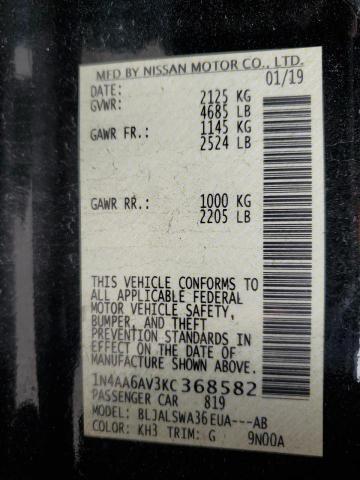 MFD BY NISSAN MOTOR CO., LTD.
DATE: 01/19
GVWR: 2125 KG
4685 LB
GAWR FR.: 1145 KG
2524 LB
GAWR RR.: 1000 KG
2205 LB
THIS VEHICLE CONFORMS TO
ALL APPLICABLE FEDERAL
MOTOR VEHICLE SAFETY,
BUMPER, AND THEFT
PREVENTION STANDARDS IN
EFFECT ON THE DATE OF
MANUFACTURE SHOWN ABOVE.
1N4AA6AV3KC368582
PASSENGER CAR 819
MODEL: BLJALSWA36EUA---AB
COLOR: KH3 TRIM: G 9N00A